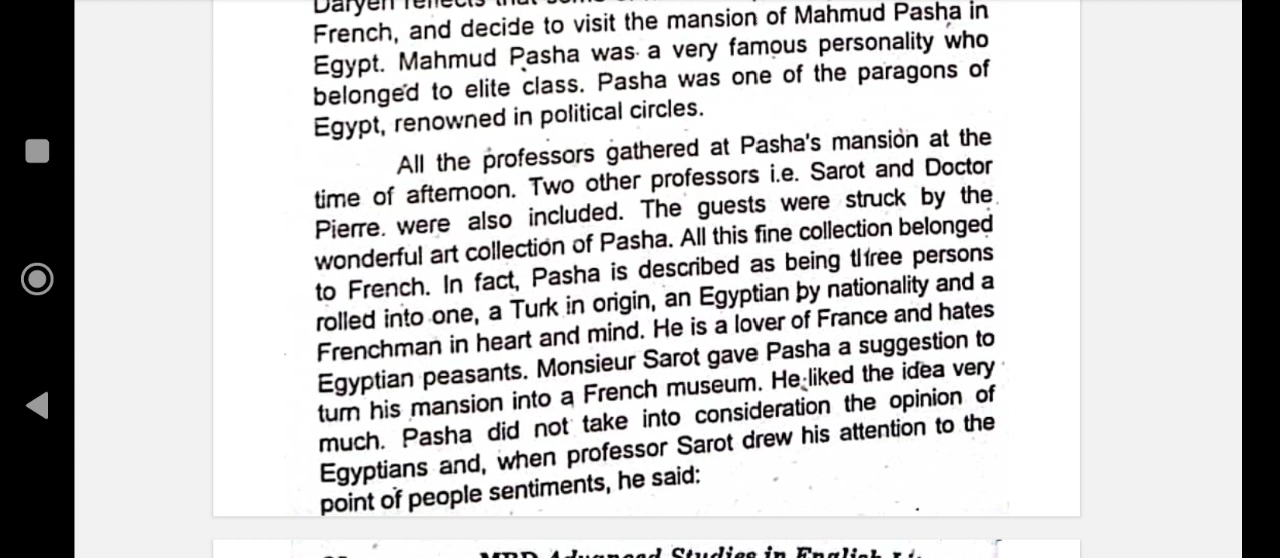 Daryen reflects that some
French, and decide to visit the mansion of Mahmud Pasha in
Egypt. Mahmud Pasha was a very famous personality who
belonged to elite class. Pasha was one of the paragons of
Egypt, renowned in political circles.
All the professors gathered at Pasha's mansion at the
time of afternoon. Two other professors i.e. Sarot and Doctor
Pierre. were also included. The guests were struck by the
wonderful art collection of Pasha. All this fine collection belonged
to French. In fact, Pasha is described as being three persons
rolled into one, a Turk in origin, an Egyptian by nationality and a
Frenchman in heart and mind. He is a lover of France and hates
Egyptian peasants. Monsieur Sarot gave Pasha a suggestion to
turn his mansion into a French museum. He liked the idea very
much. Pasha did not take into consideration the opinion of
Egyptians and, when professor Sarot drew his attention to the
point of people sentiments, he said:
Advanced Studies in English